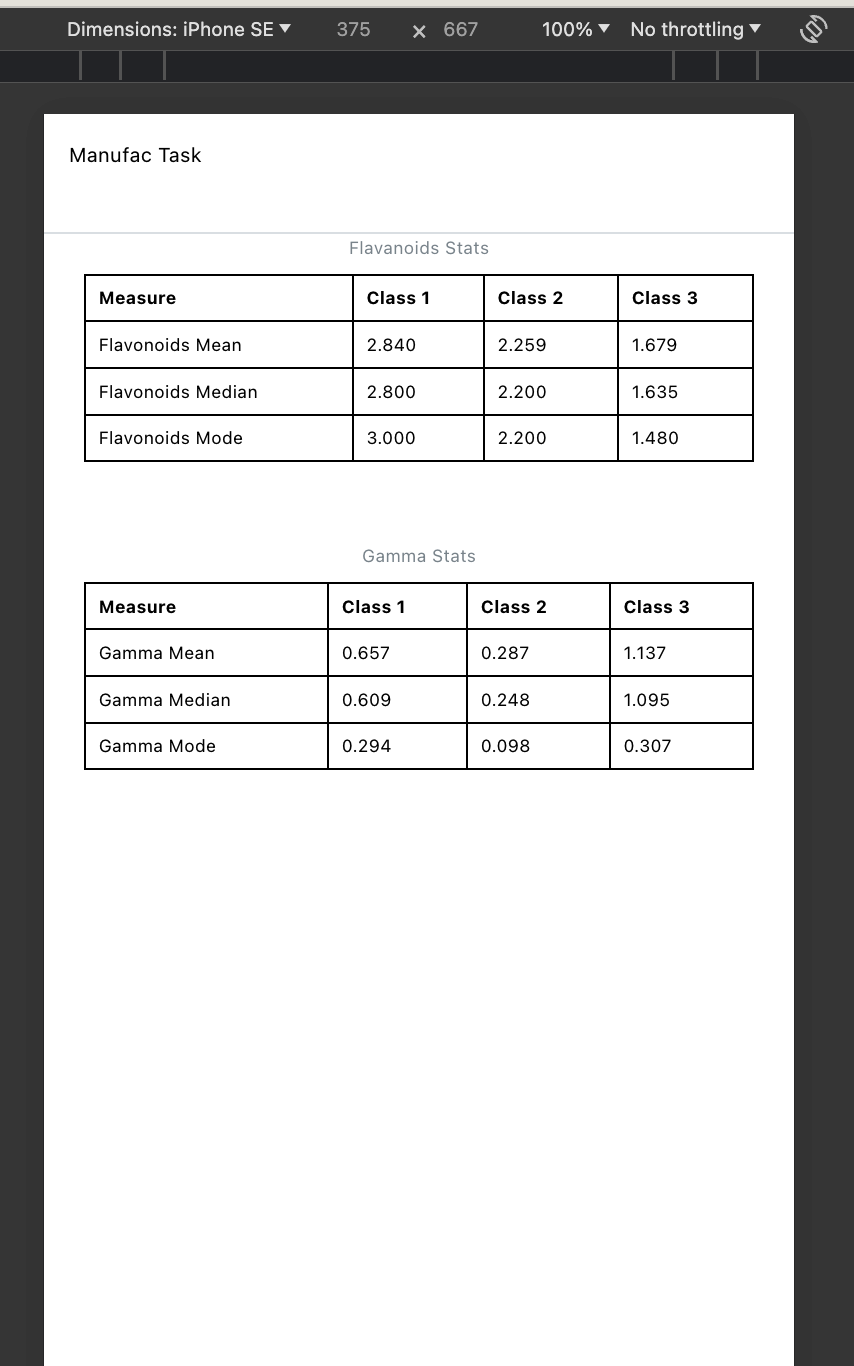 Dimensions: iPhone SE ▼ 375 × 667 100% ▼ No throttling ▼
Manufac Task
Flavanoids Stats
Measure Class 1 Class 2 Class 3
Flavonoids Mean 2.840 2.259 1.679
Flavonoids Median 2.800 2.200 1.635
Flavonoids Mode 3.000 2.200 1.480
Gamma Stats
Measure Class 1 Class 2 Class 3
Gamma Mean 0.657 0.287 1.137
Gamma Median 0.609 0.248 1.095
Gamma Mode 0.294 0.098 0.307